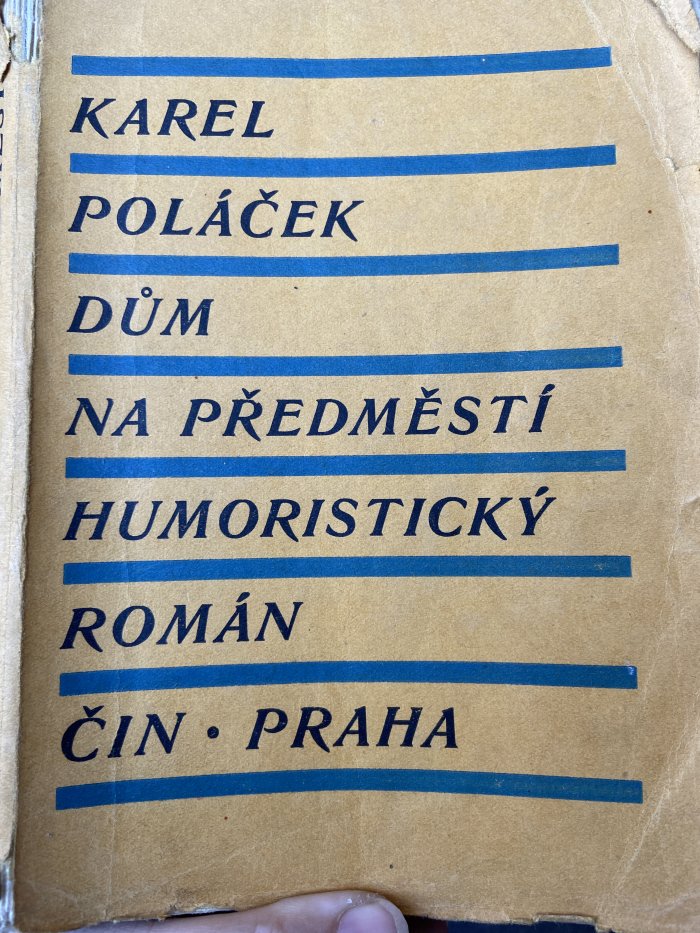 KAREL
POLÁČEK
DŮM
NA PŘEDMĚSTÍ
HUMORISTICKÝ
ROMÁN
ČIN • PRAHA